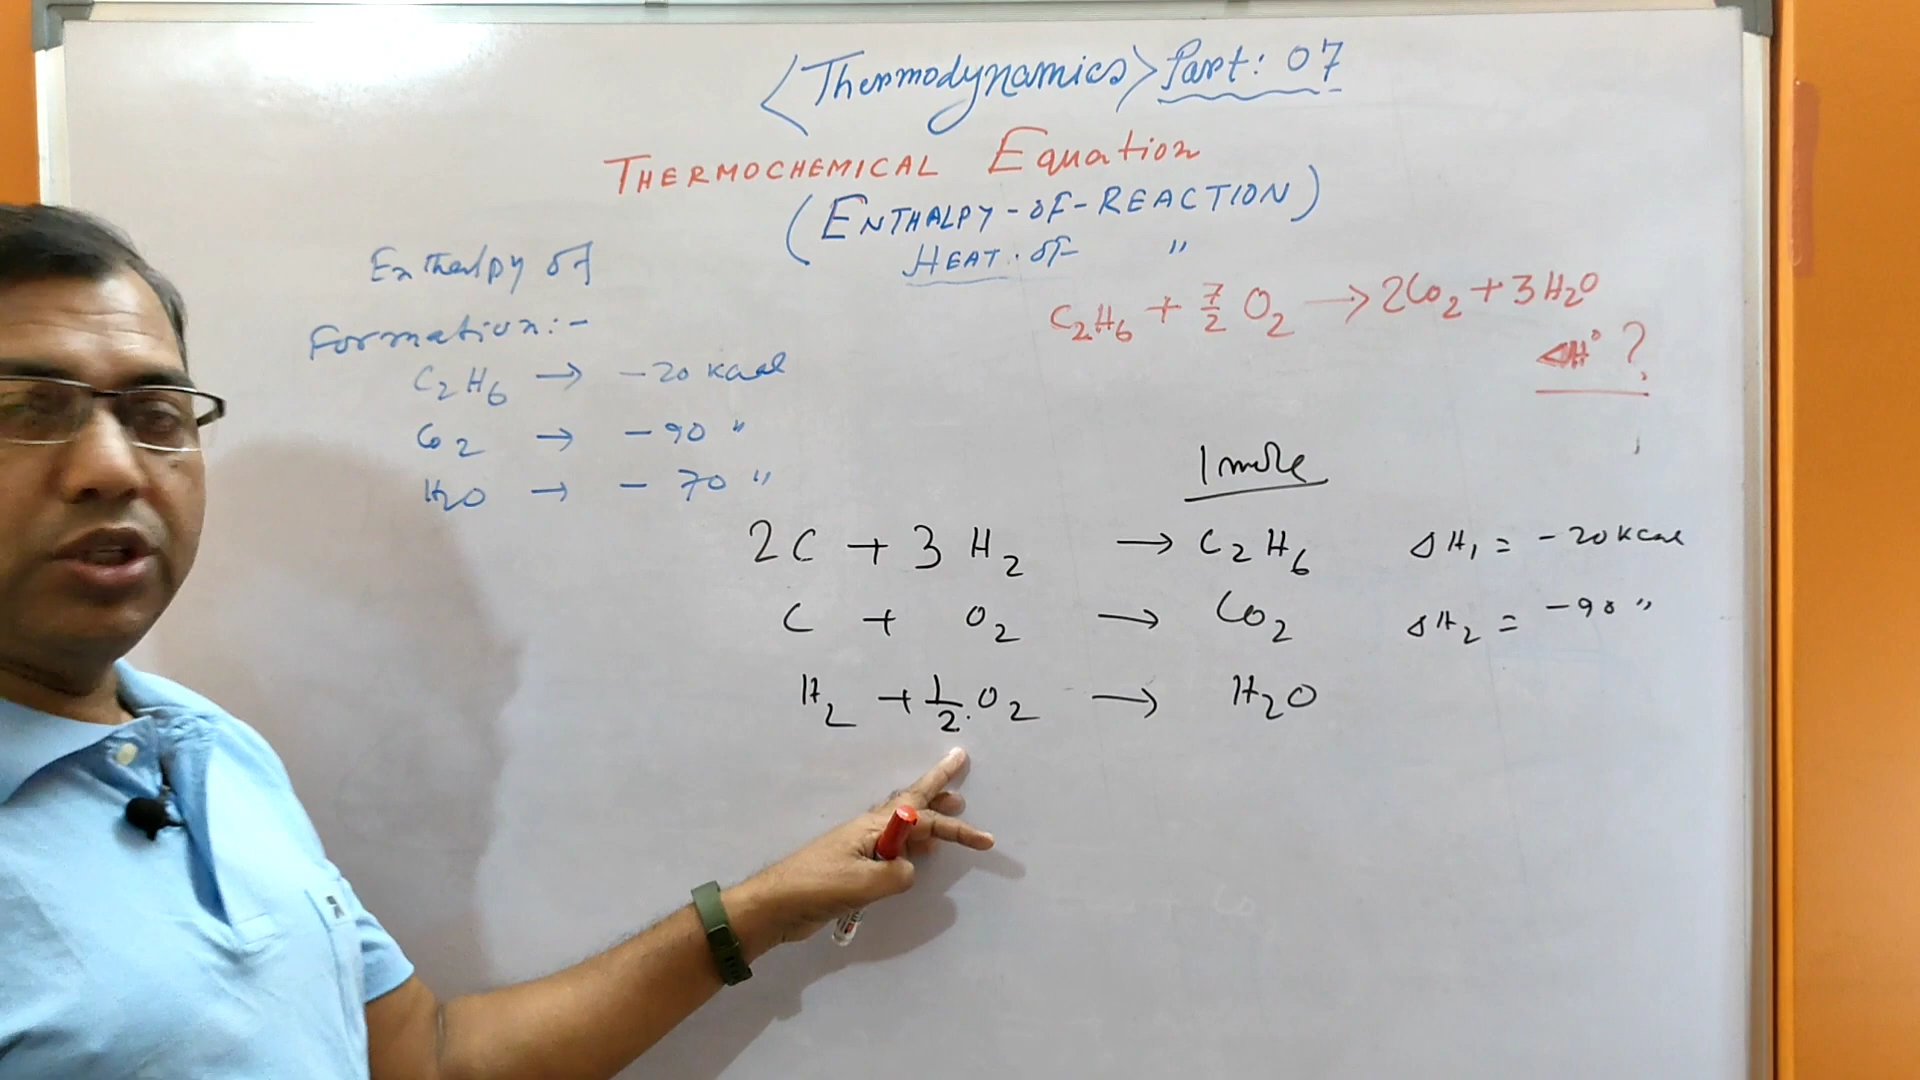 <Thermodynamics> Part: 07
THERMOCHEMICAL Equation
(ENTHALPY-OF-REACTION)
HEAT. OF "
Enthalpy of
Formation:-
C₂H₆ → -20 kcal
CO₂ → -90 "
H₂O → -70 "
C₂H₆ + 7/2 O₂ → 2CO₂ + 3H₂O
ΔH° ?
1 mole
2C + 3H₂ → C₂H₆ ΔH₁ = -20 kcal
C + O₂ → CO₂ ΔH₂ = -90 "
H₂ + 1/2 O₂ → H₂O